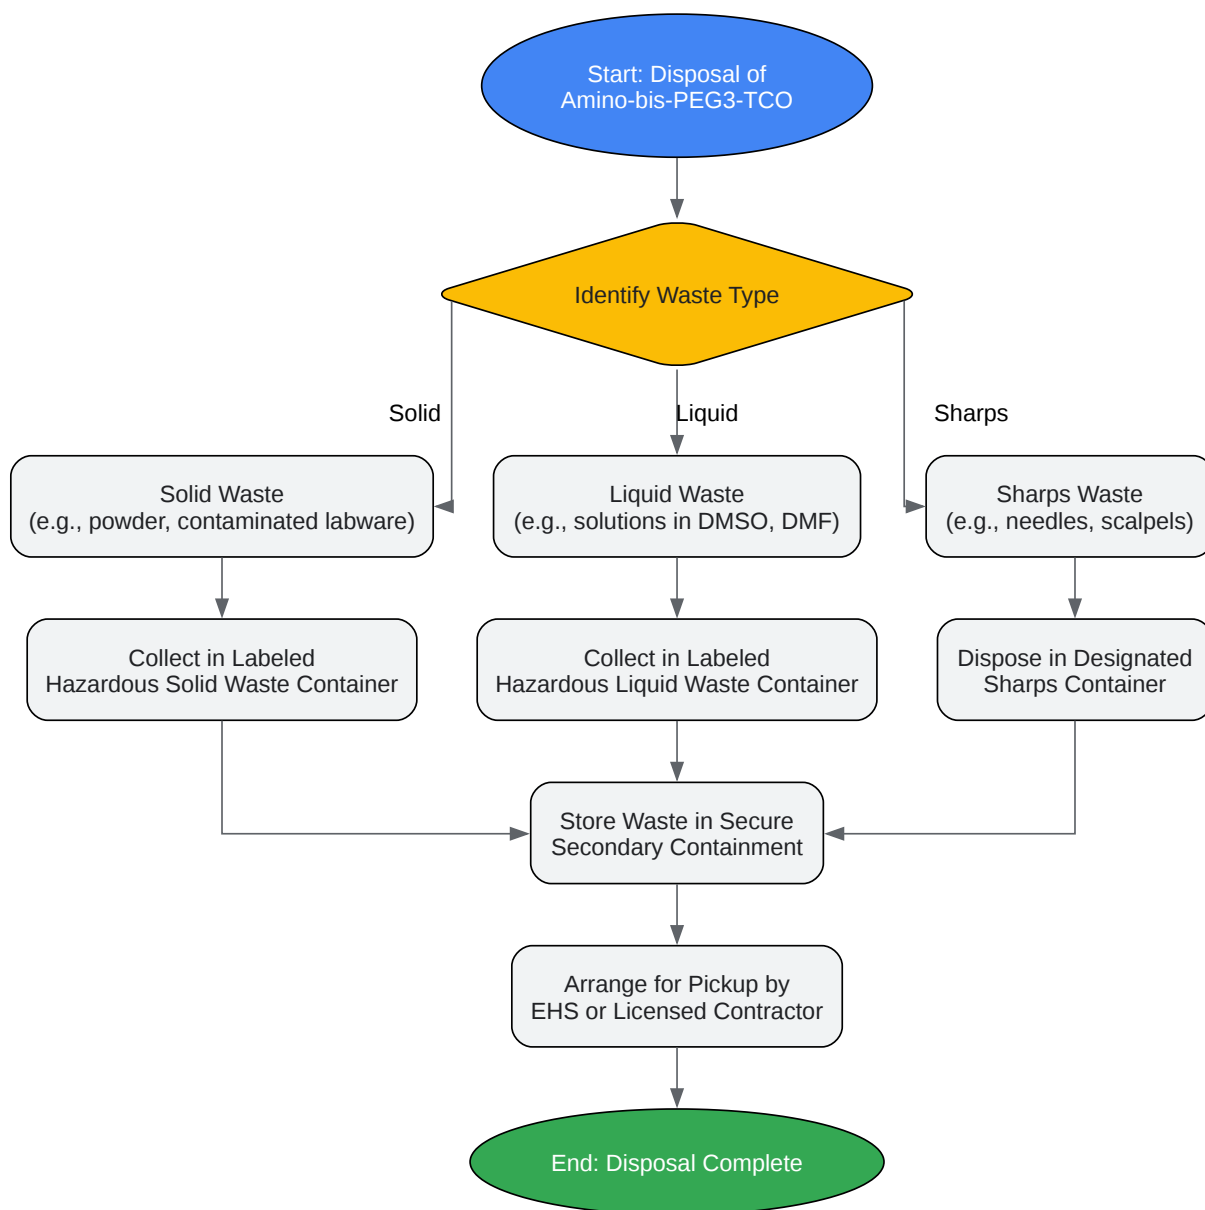 Start: Disposal of
Amino-bis-PEG3-TCO
Identify Waste Type
Solid
Liquid
Sharps
Solid Waste
(e.g., powder, contaminated labware)
Liquid Waste
(e.g., solutions in DMSO, DMF)
Sharps Waste
(e.g., needles, scalpels)
Collect in Labeled
Hazardous Solid Waste Container
Collect in Labeled
Hazardous Liquid Waste Container
Dispose in Designated
Sharps Container
Store Waste in Secure
Secondary Containment
Arrange for Pickup by
EHS or Licensed Contractor
End: Disposal Complete